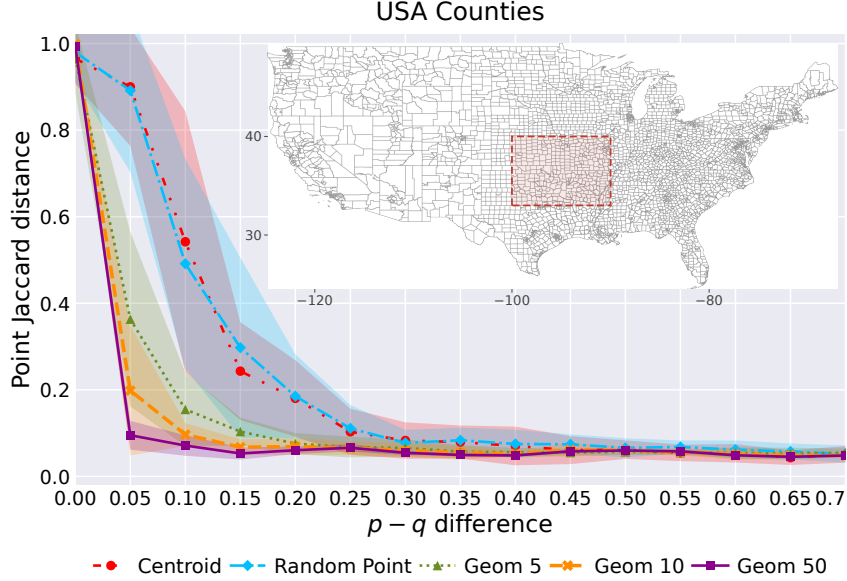 USA Counties
Point Jaccard distance
1.0
0.8
0.6
0.4
0.2
0.0
40
30
−120 −100 −80
0.00 0.05 0.10 0.15 0.20 0.25 0.30 0.35 0.40 0.45 0.50 0.55 0.60 0.65 0.7
p − q difference
Centroid Random Point Geom 5 Geom 10 Geom 50